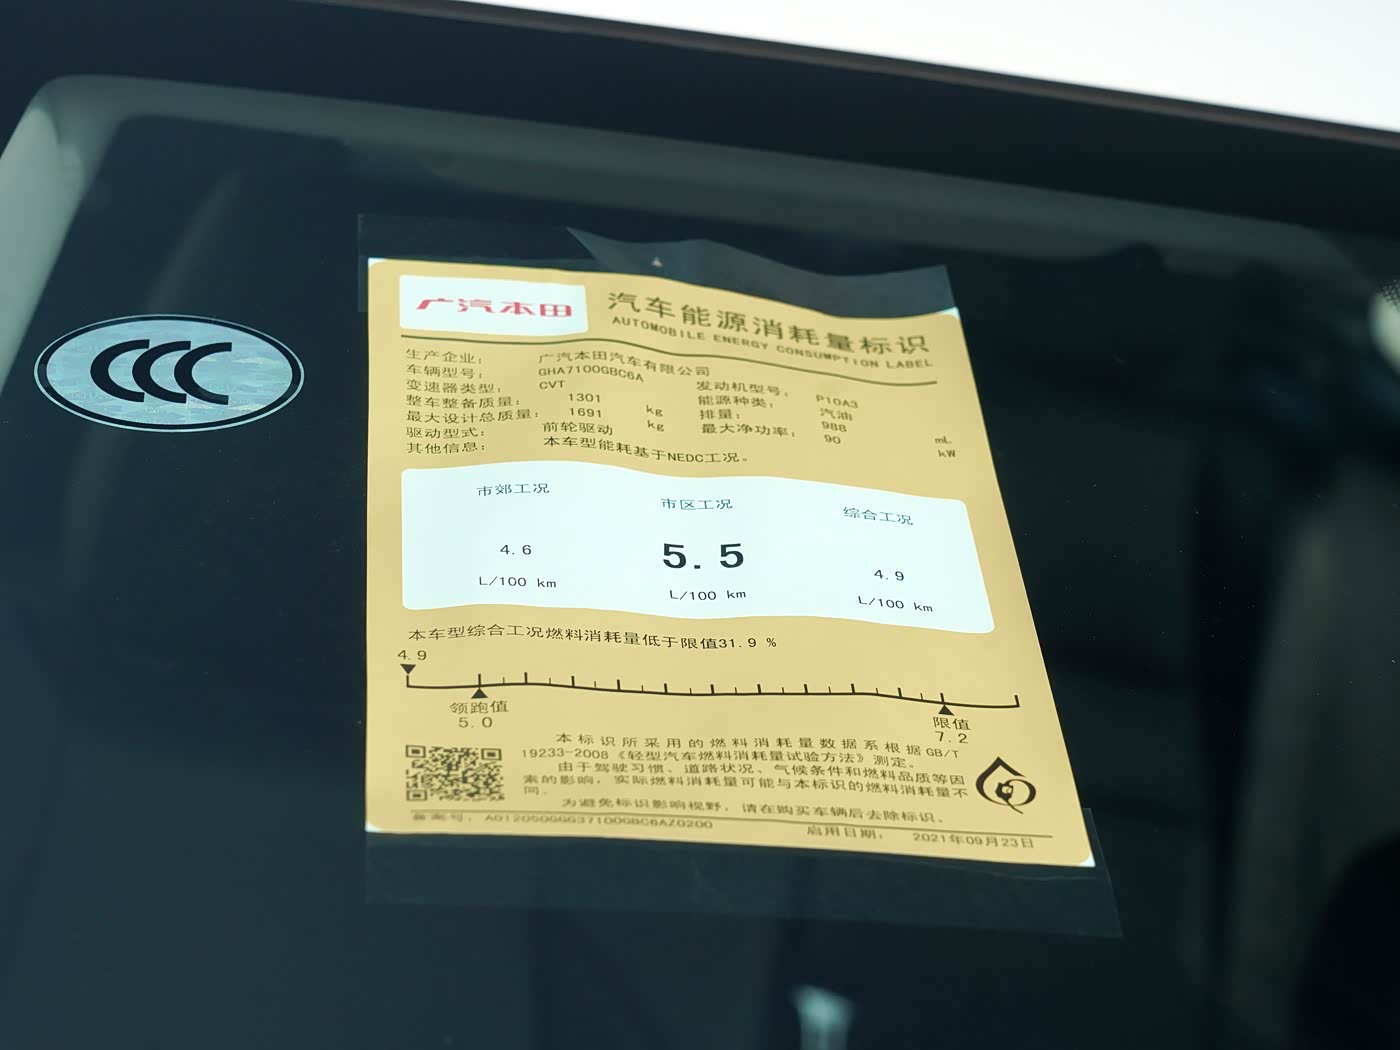 CCC
广汽本田
汽车能源消耗量标识
AUTOMOBILE ENERGY CONSUMPTION LABEL
生产企业： 广汽本田汽车有限公司
车辆型号： GHA7100GBC6A 发动机型号： P10A3
变速器类型： CVT 能源种类： 汽油
整车整备质量： 1301 kg 排量： 988 mL
最大设计总质量： 1691 kg 最大净功率： 90 kW
驱动型式： 前轮驱动
其他信息： 本车型能耗基于NEDC工况。
市郊工况 市区工况 综合工况
4.6 5.5 4.9
L/100 km L/100 km L/100 km
本车型综合工况燃料消耗量低于限值31.9 %
4.9
领跑值 限值
5.0 7.2
本标识所采用的燃料消耗量数据系根据GB/T
19233-2008《轻型汽车燃料消耗量试验方法》测定。
由于驾驶习惯、道路状况、气候条件和燃料品质等因
素的影响，实际燃料消耗量可能与本标识的燃料消耗量不
同。
为避免标识影响视野，请在购买车辆后去除标识。
备案号：
启用日期： 2021年09月23日